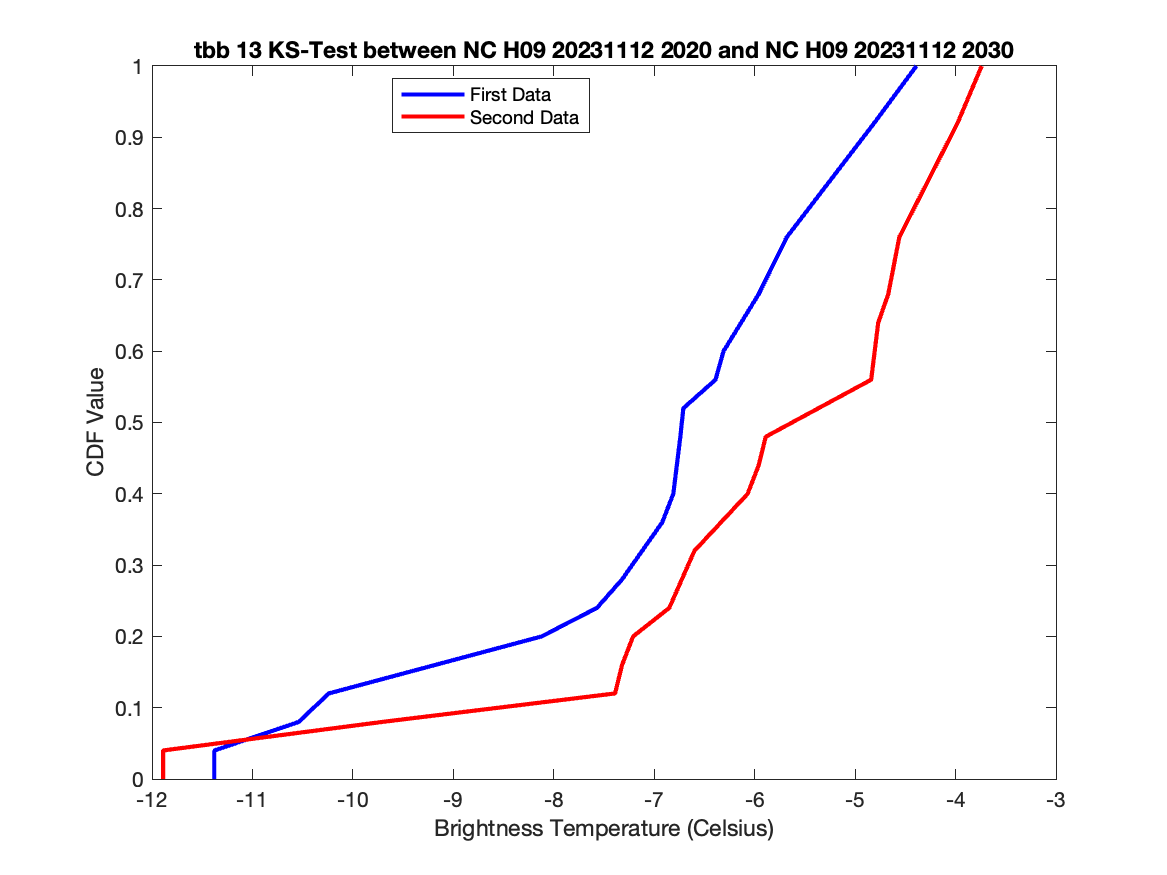 tbb 13 KS-Test between NC H09 20231112 2020 and NC H09 20231112 2030
First Data
Second Data
CDF Value
1
0.9
0.8
0.7
0.6
0.5
0.4
0.3
0.2
0.1
0
-12 -11 -10 -9 -8 -7 -6 -5 -4 -3
Brightness Temperature (Celsius)